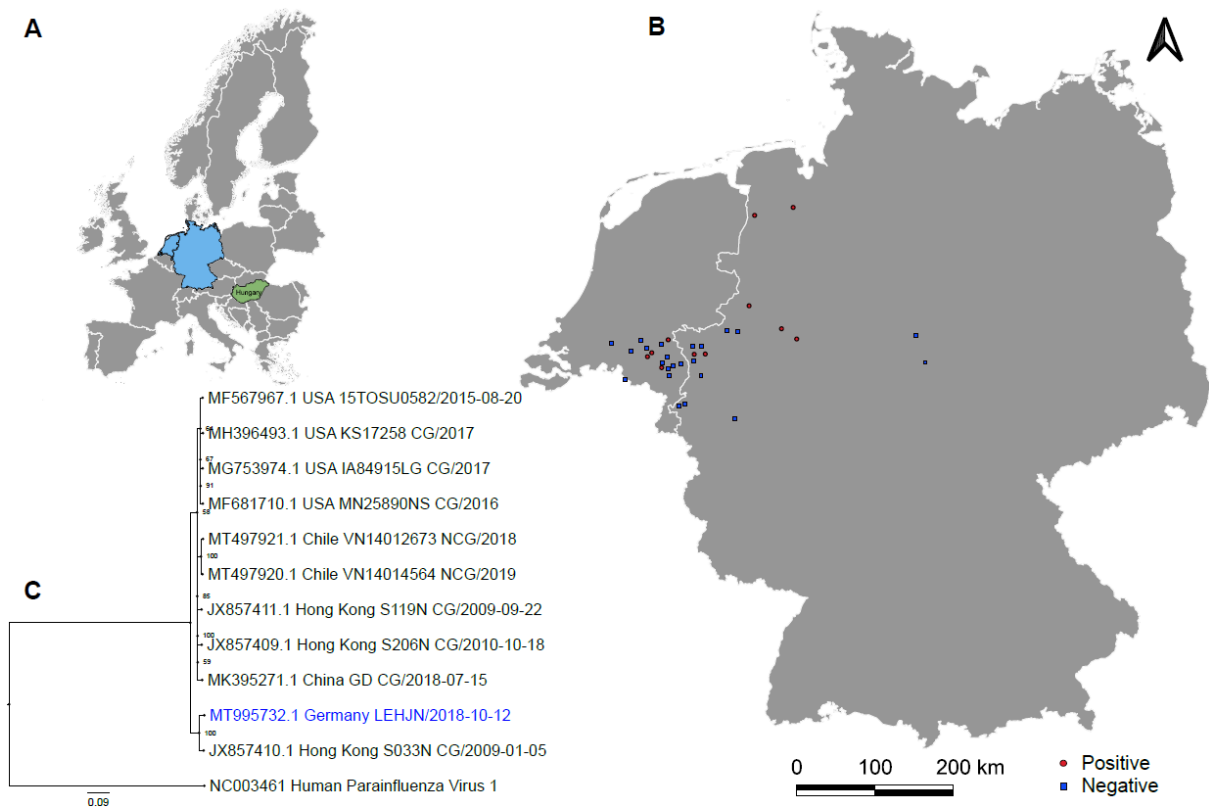 A
B
Hungary
MF567967.1 USA 15TOSU0582/2015-08-20
MH396493.1 USA KS17258 CG/2017
67
MG753974.1 USA IA84915LG CG/2017
91
MF681710.1 USA MN25890NS CG/2016
58
MT497921.1 Chile VN14012673 NCG/2018
100
MT497920.1 Chile VN14014564 NCG/2019
C
JX857411.1 Hong Kong S119N CG/2009-09-22
100
JX857409.1 Hong Kong S206N CG/2010-10-18
59
MK395271.1 China GD CG/2018-07-15
MT995732.1 Germany LEHJN/2018-10-12
100
JX857410.1 Hong Kong S033N CG/2009-01-05
NC003461 Human Parainfluenza Virus 1
0.09
0 100 200 km
Positive
Negative